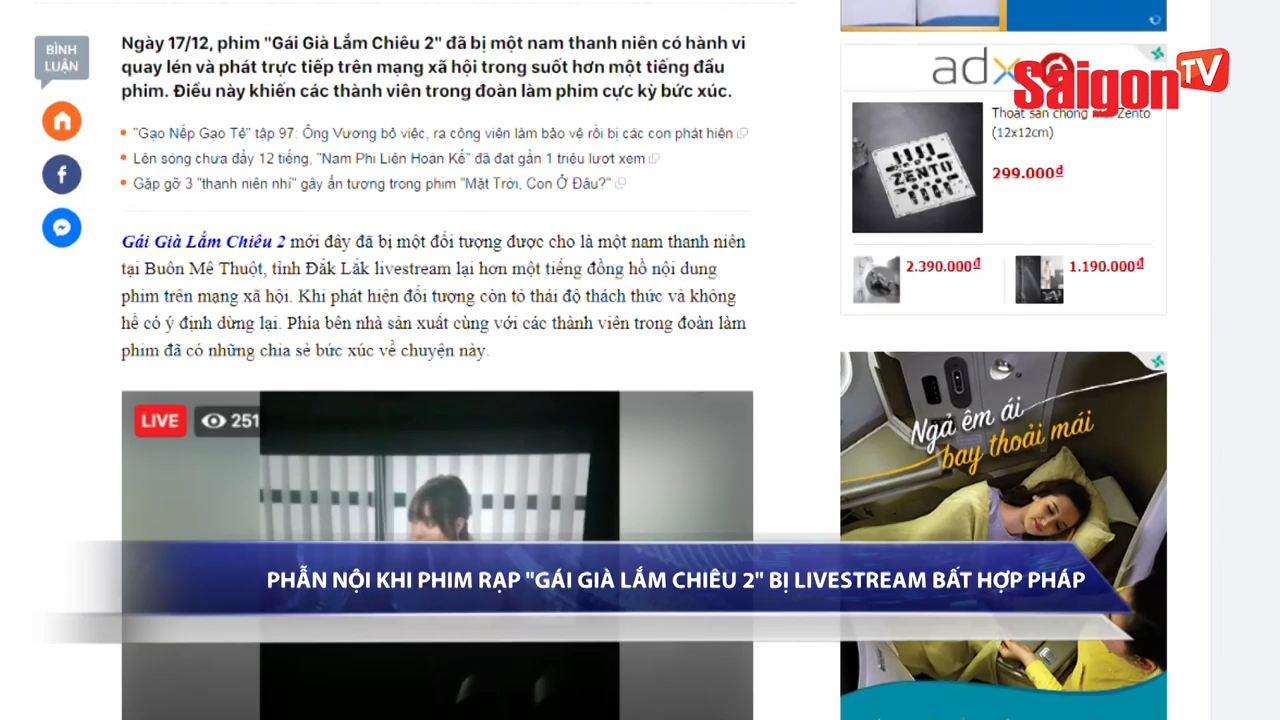 BÌNH
LUẬN
Ngày 17/12, phim "Gái Già Lắm Chiêu 2" đã bị một nam thanh niên có hành vi
quay lén và phát trực tiếp trên mạng xã hội trong suốt hơn một tiếng đầu
phim. Điều này khiến các thành viên trong đoàn làm phim cực kỳ bức xúc.
"Gạo Nếp Gạo Tẻ" tập 97: Ông Vương bỏ việc, ra công viên làm bảo vệ rồi bị các con phát hiện
Lên sóng chưa đầy 12 tiếng, "Nam Phi Liên Hoàn Kế" đã đạt gần 1 triệu lượt xem
Gặp gỡ 3 "thanh niên nhí" gây ấn tượng trong phim "Mặt Trời, Con Ở Đâu?"
Gái Già Lắm Chiêu 2 mới đây đã bị một đối tượng được cho là một nam thanh niên
tại Buôn Mê Thuột, tỉnh Đắk Lắk livestream lại hơn một tiếng đồng hồ nội dung
phim trên mạng xã hội. Khi phát hiện đối tượng còn tỏ thái độ thách thức và không
hề có ý định dừng lại. Phía bên nhà sản xuất cùng với các thành viên trong đoàn làm
phim đã có những chia sẻ bức xúc về chuyện này.
LIVE 251
PHẪN NỘI KHI PHIM RẠP "GÁI GIÀ LẮM CHIÊU 2" BỊ LIVESTREAM BẤT HỢP PHÁP
adx
Saigon TV
Thoát sàn chống mùi Zento
(12x12cm)
ZENTO
299.000đ
2.390.000đ
1.190.000đ
Ngả êm ái
bay thoải mái